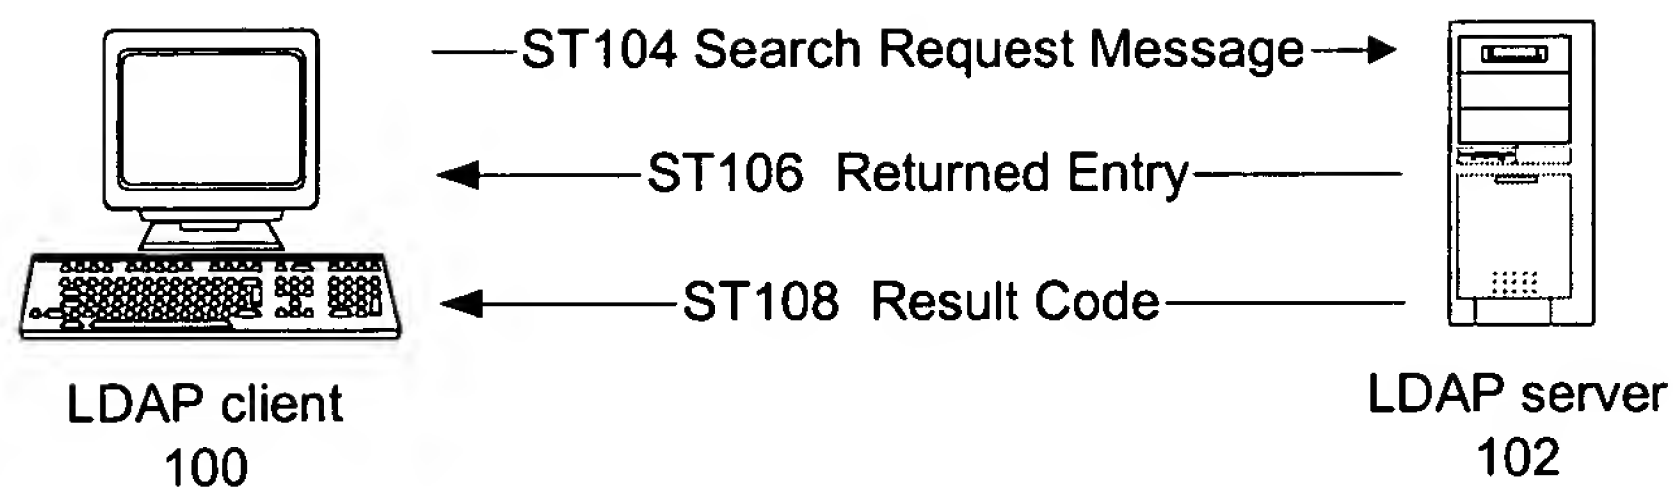 ST104 Search Request Message
ST106 Returned Entry
ST108 Result Code
LDAP client
100
LDAP server
102